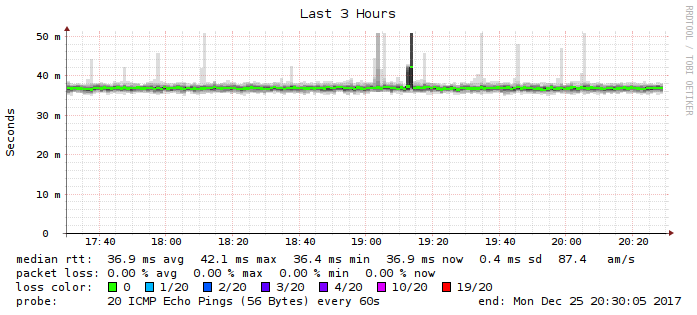 Last 3 Hours
RRDTOOL / TOBI OETIKER
Seconds
50 m
40 m
30 m
20 m
10 m
0
17:40 18:00 18:20 18:40 19:00 19:20 19:40 20:00 20:20
median rtt: 36.9 ms avg 42.1 ms max 36.4 ms min 36.9 ms now 0.4 ms sd 87.4 am/s
packet loss: 0.00 % avg 0.00 % max 0.00 % min 0.00 % now
loss color: 0 1/20 2/20 3/20 4/20 10/20 19/20
probe: 20 ICMP Echo Pings (56 Bytes) every 60s end: Mon Dec 25 20:30:05 2017